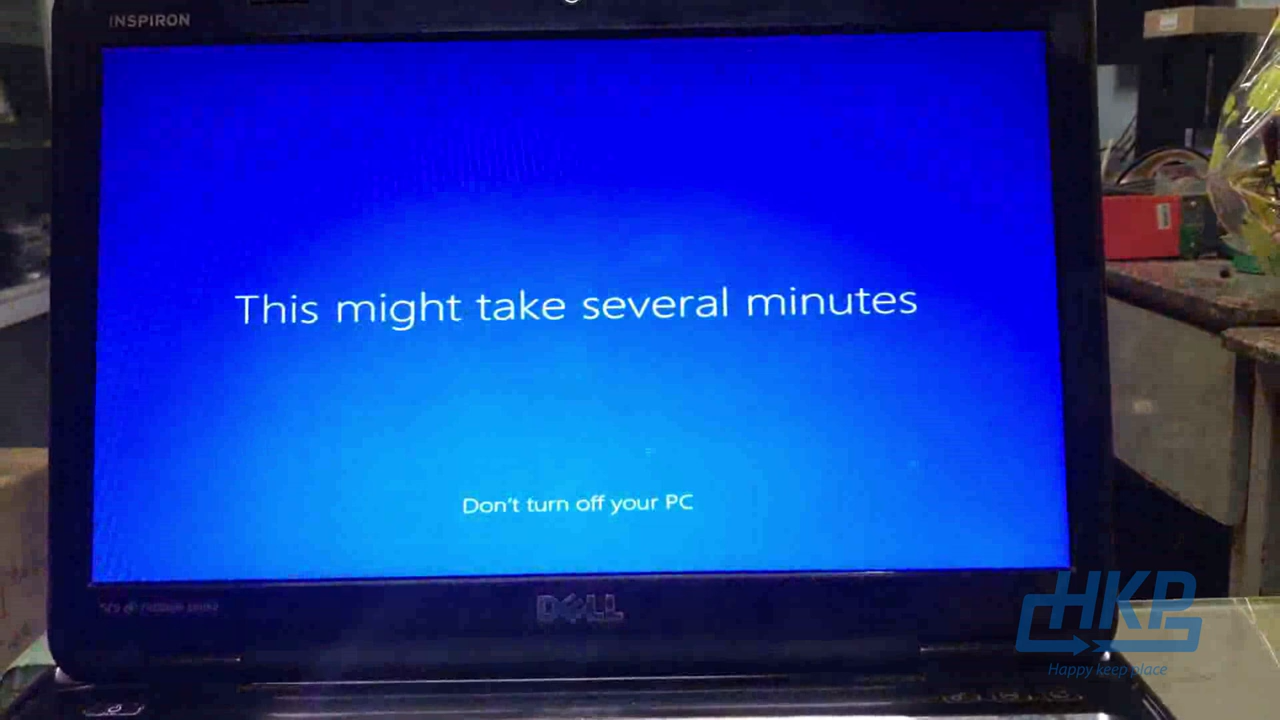 INSPIRON
This might take several minutes
Don't turn off your PC
DELL
HKP
Happy keep place